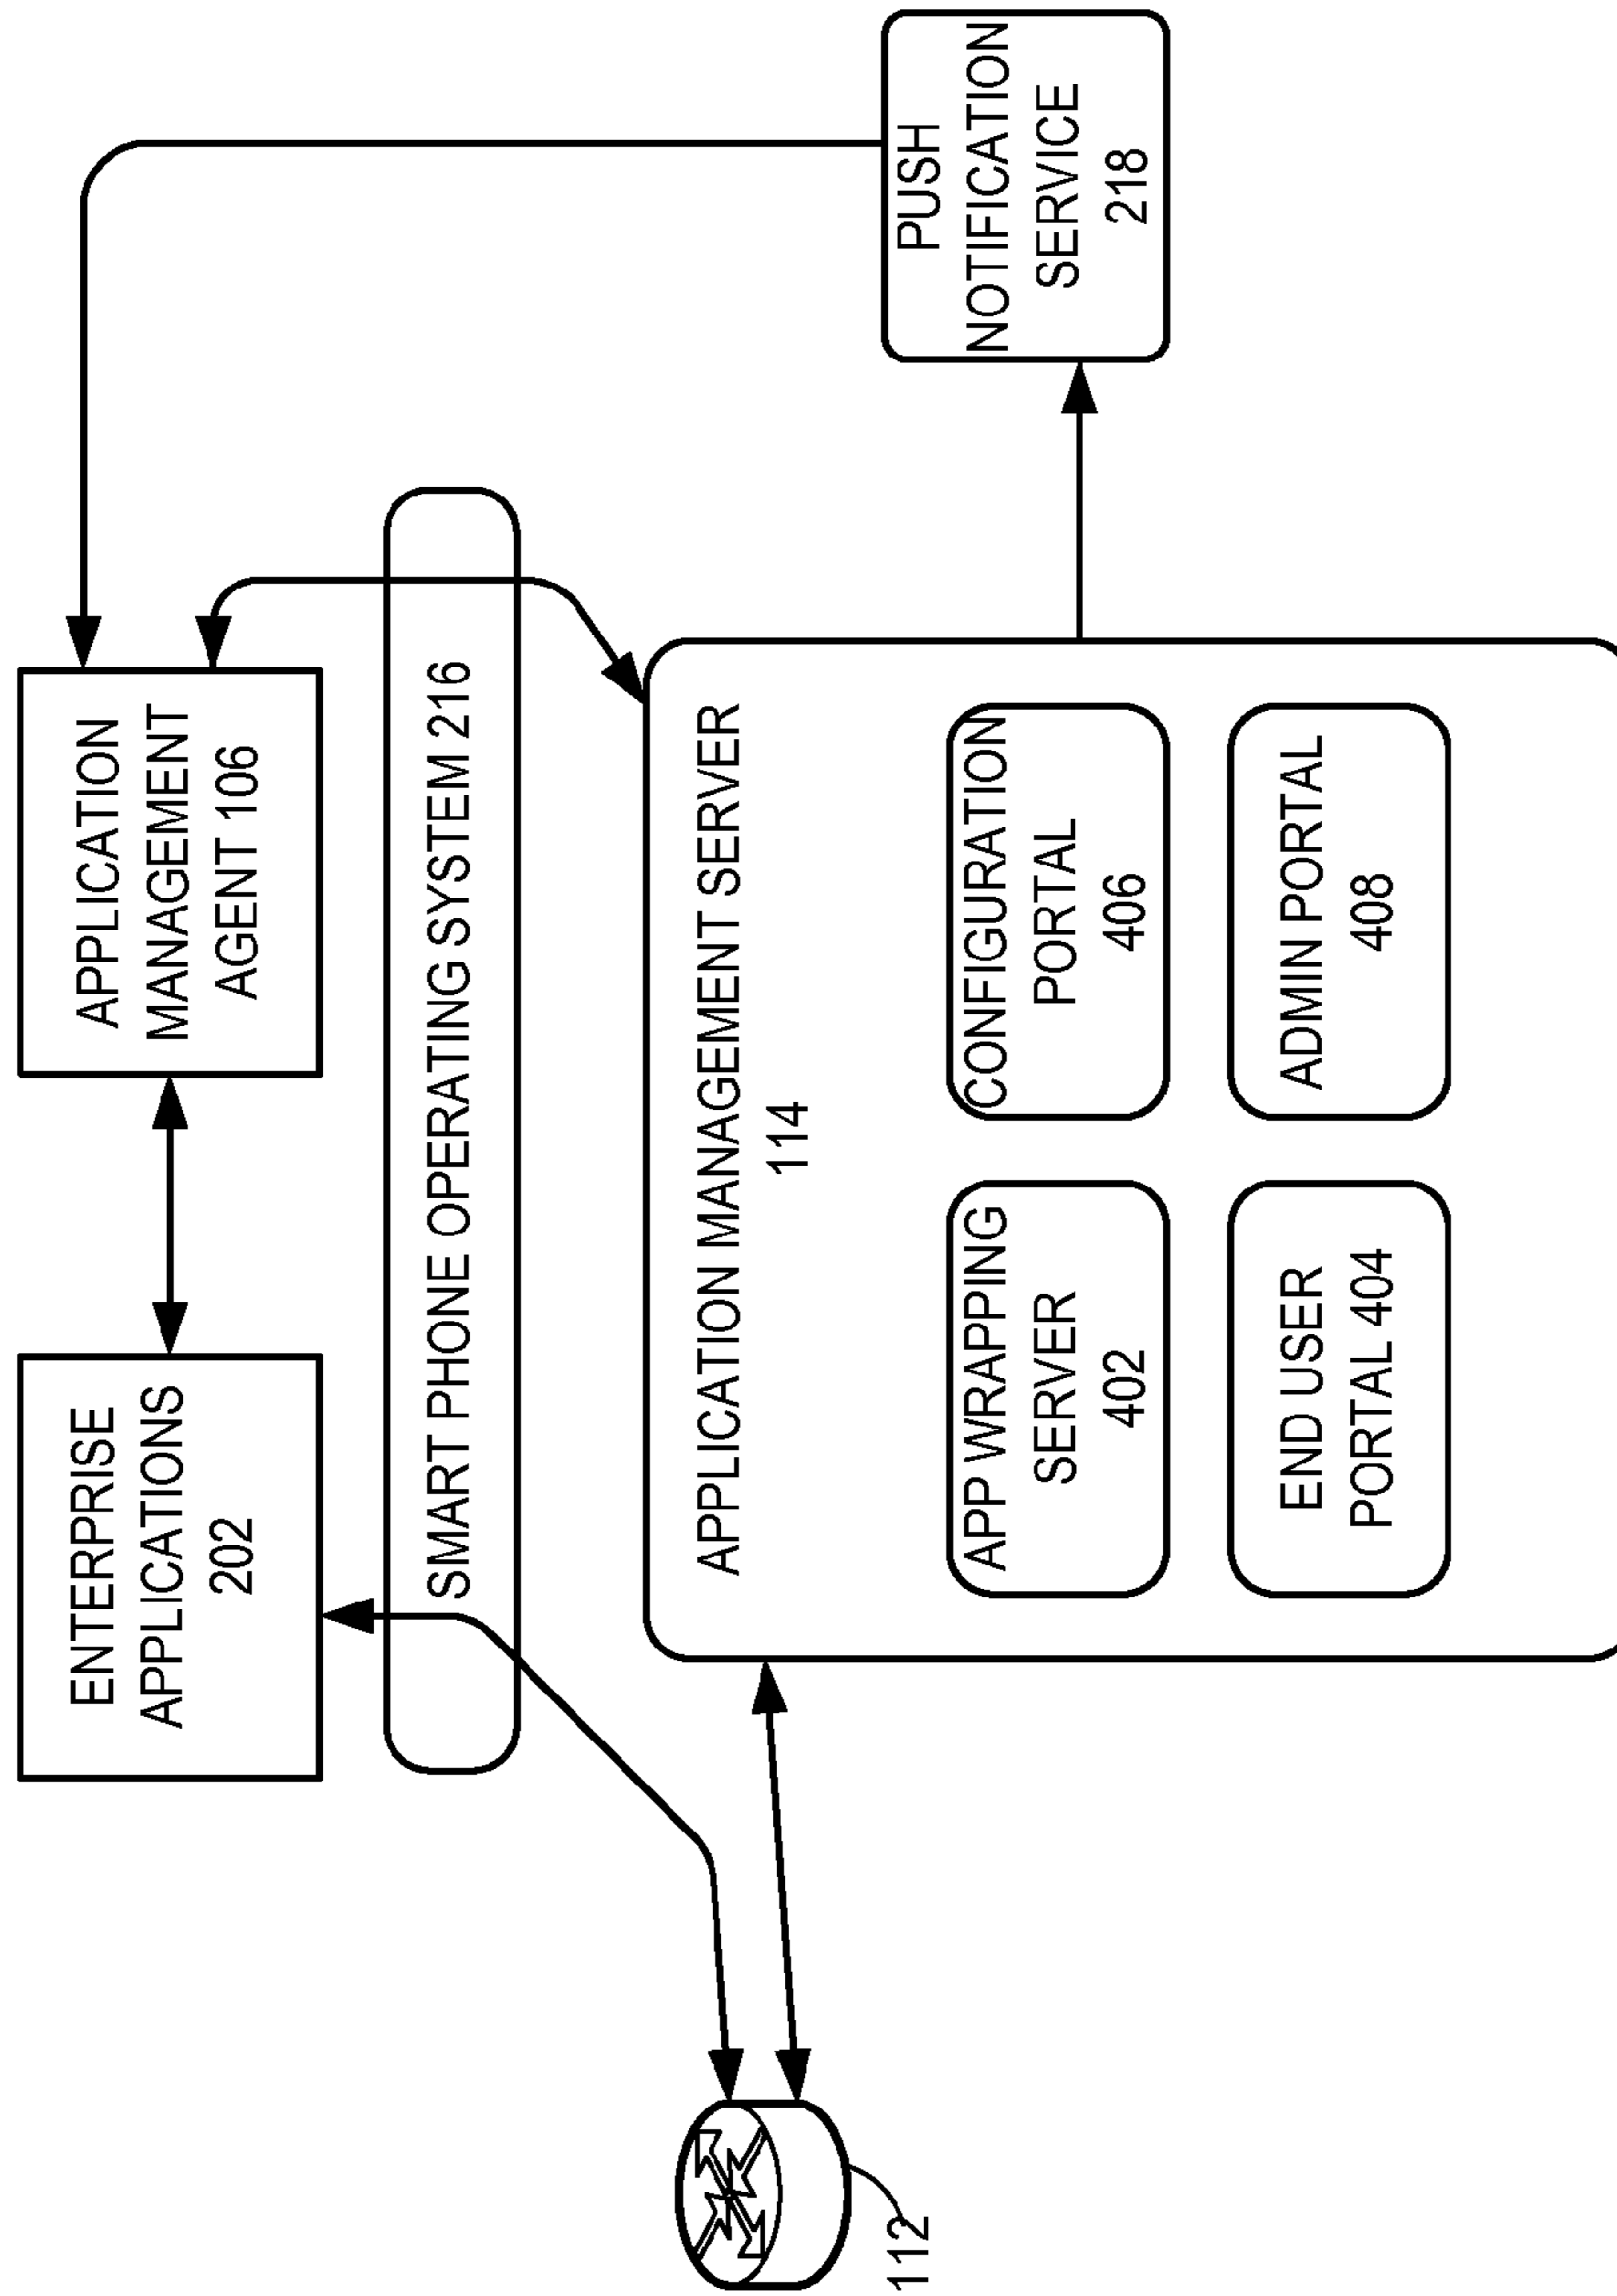 ENTERPRISE
APPLICATIONS
202
APPLICATION
MANAGEMENT
AGENT 106
SMART PHONE OPERATING SYSTEM 216
APPLICATION MANAGEMENT SERVER
114
APP WRAPPING
SERVER
402
CONFIGURATION
PORTAL
406
END USER
PORTAL 404
ADMIN PORTAL
408
PUSH
NOTIFICATION
SERVICE
218
112